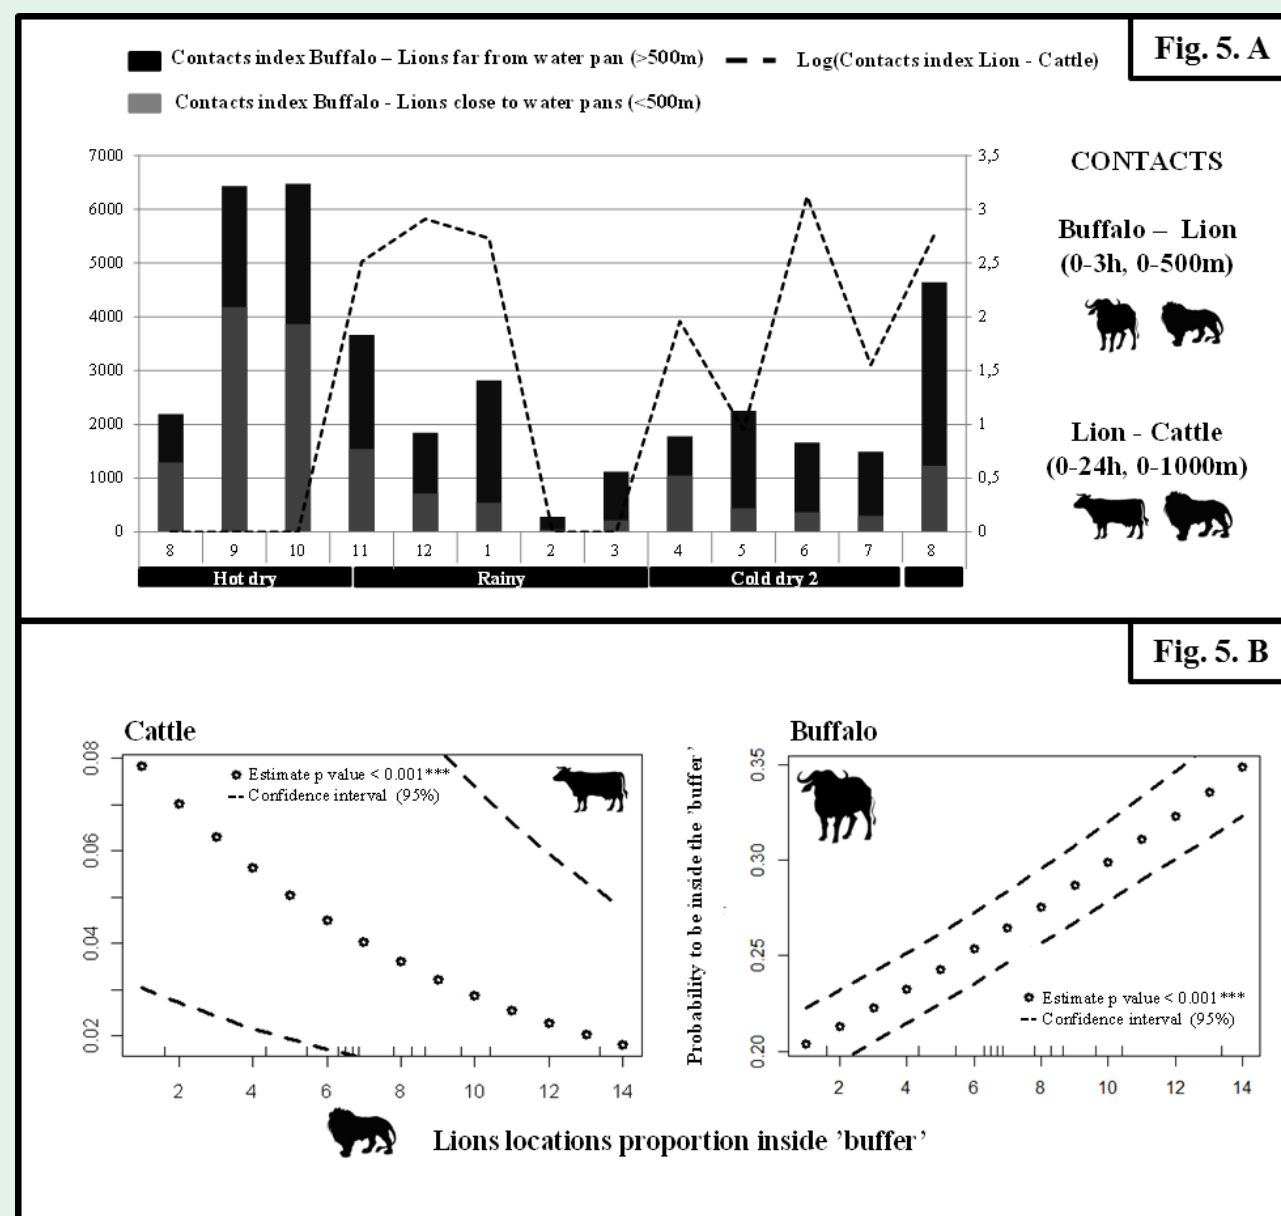 Fig. 5. A
Contacts index Buffalo – Lions far from water pan (>500m)
Log(Contacts index Lion - Cattle)
Contacts index Buffalo - Lions close to water pans (<500m)
7000
6000
5000
4000
3000
2000
1000
0
3,5
3
2,5
2
1,5
1
0,5
0
8 9 10 11 12 1 2 3 4 5 6 7 8
Hot dry Rainy Cold dry 2
CONTACTS
Buffalo – Lion
(0-3h, 0-500m)
Lion - Cattle
(0-24h, 0-1000m)
Fig. 5. B
Cattle
Estimate p value < 0.001***
Confidence interval (95%)
0.08
0.06
0.04
0.02
2 4 6 8 10 12 14
Probability to be inside the 'buffer'
Buffalo
0.35
0.30
0.25
0.20
Estimate p value < 0.001***
Confidence interval (95%)
2 4 6 8 10 12 14
Lions locations proportion inside 'buffer'